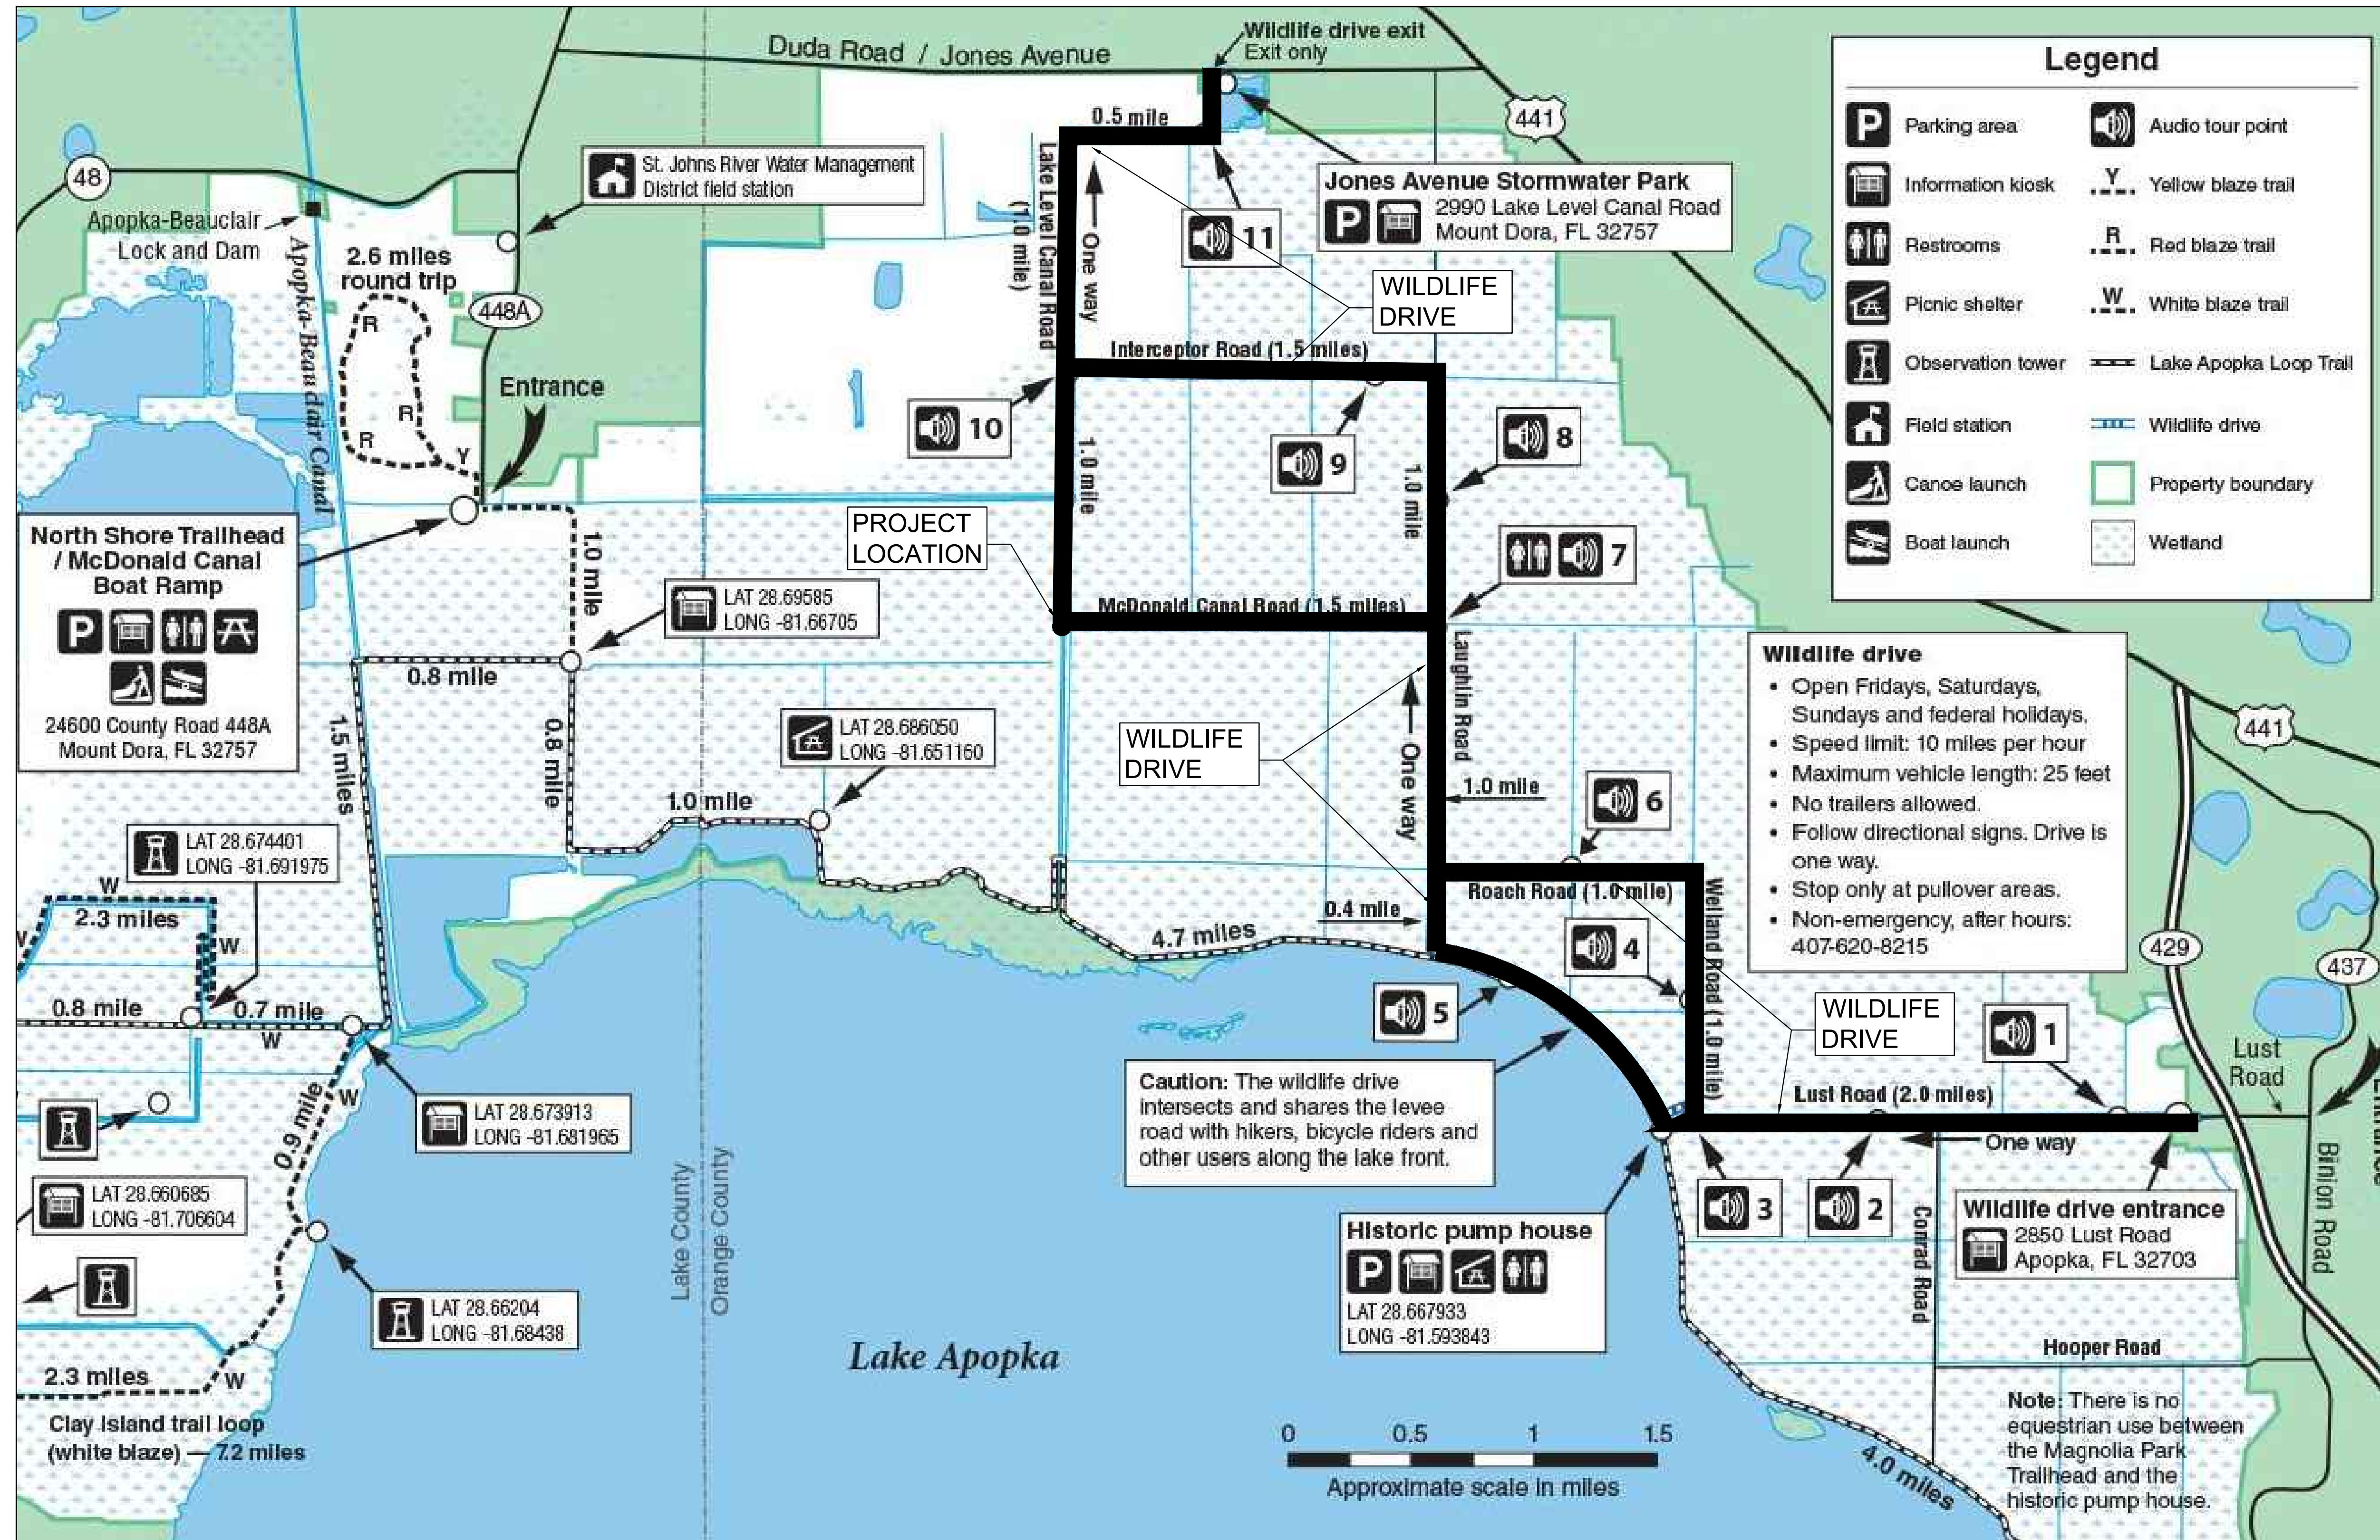 Duda Road / Jones Avenue
Wildlife drive exit
Exit only
441
48
Apopka-Beauclair
Lock and Dam
Apopka-Beauclair Canal
2.6 miles
round trip
R
R
R
Y
448A
Entrance
St. Johns River Water Management
District field station
0.5 mile
Lake Level Canal Road
(1.0 mile)
One way
11
Jones Avenue Stormwater Park
P
2990 Lake Level Canal Road
Mount Dora, FL 32757
WILDLIFE
DRIVE
Interceptor Road (1.5 miles)
10
9
8
1.0 mile
1.0 mile
7
PROJECT
LOCATION
McDonald Canal Road (1.5 miles)
Legend
P
Parking area
Audio tour point
Information kiosk
Y
Yellow blaze trail
Restrooms
R
Red blaze trail
Picnic shelter
W
White blaze trail
Observation tower
Lake Apopka Loop Trail
Field station
Wildlife drive
Canoe launch
Property boundary
Boat launch
Wetland
North Shore Trailhead
/ McDonald Canal
Boat Ramp
P
24600 County Road 448A
Mount Dora, FL 32757
1.0 mile
LAT 28.69585
LONG -81.66705
0.8 mile
1.5 miles
0.8 mile
LAT 28.686050
LONG -81.651160
1.0 mile
WILDLIFE
DRIVE
Laughlin Road
One way
1.0 mile
6
Wildlife drive
• Open Fridays, Saturdays,
Sundays and federal holidays.
• Speed limit: 10 miles per hour
• Maximum vehicle length: 25 feet
• No trailers allowed.
• Follow directional signs. Drive is
one way.
• Stop only at pullover areas.
• Non-emergency, after hours:
407-620-8215
441
429
437
LAT 28.674401
LONG -81.691975
W
2.3 miles
W
W
0.8 mile
0.7 mile
W
Roach Road (1.0 mile)
0.4 mile
4.7 miles
4
5
Welland Road (1.0 mile)
WILDLIFE
DRIVE
1
Lust
Road
Lust Road (2.0 miles)
One way
Entrance
Binion Road
Caution: The wildlife drive
intersects and shares the levee
road with hikers, bicycle riders and
other users along the lake front.
0.9 mile
W
LAT 28.673913
LONG -81.681965
LAT 28.660685
LONG -81.706604
Lake County
Orange County
3
2
Conrad Road
Wildlife drive entrance
2850 Lust Road
Apopka, FL 32703
Historic pump house
P
LAT 28.667933
LONG -81.593843
LAT 28.66204
LONG -81.68438
Lake Apopka
Hooper Road
2.3 miles
W
Clay Island trail loop
(white blaze) — 7.2 miles
0 0.5 1 1.5
Approximate scale in miles
4.0 miles
Note: There is no
equestrian use between
the Magnolia Park
Trailhead and the
historic pump house.